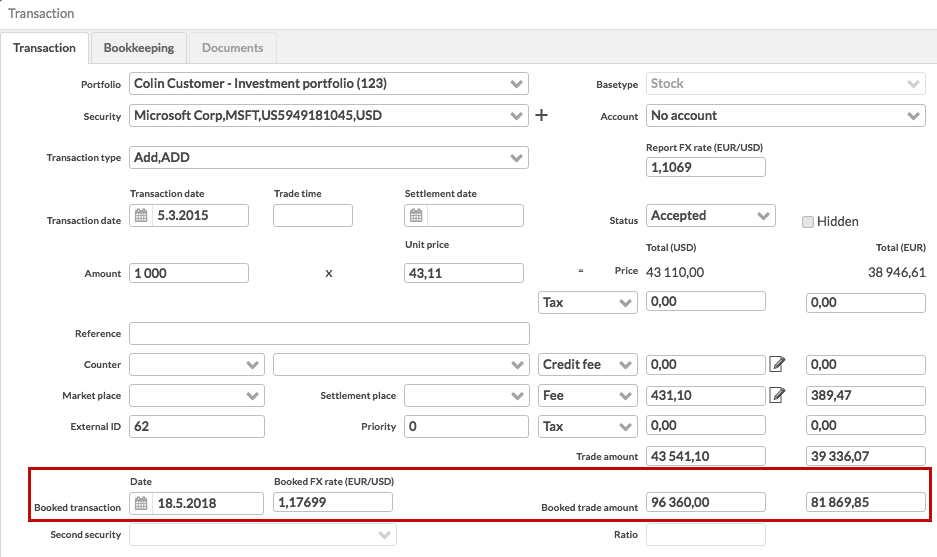 Transaction
Transaction Bookkeeping Documents
Portfolio Colin Customer - Investment portfolio (123) Basetype Stock
Security Microsoft Corp,MSFT,US5949181045,USD Account No account
Report FX rate (EUR/USD)
Transaction type Add,ADD 1,1069
Transaction date Trade time Settlement date
Transaction date 5.3.2015 Status Accepted Hidden
Unit price Total (USD) Total (EUR)
Amount 1 000 X 43,11 = Price 43 110,00 38 946,61
Tax 0,00 0,00
Reference
Counter Credit fee 0,00 0,00
Market place Settlement place Fee 431,10 389,47
External ID 62 Priority 0 Tax 0,00 0,00
Trade amount 43 541,10 39 336,07
Date Booked FX rate (EUR/USD)
Booked transaction 18.5.2018 1,17699 Booked trade amount 96 360,00 81 869,85
Second security Ratio